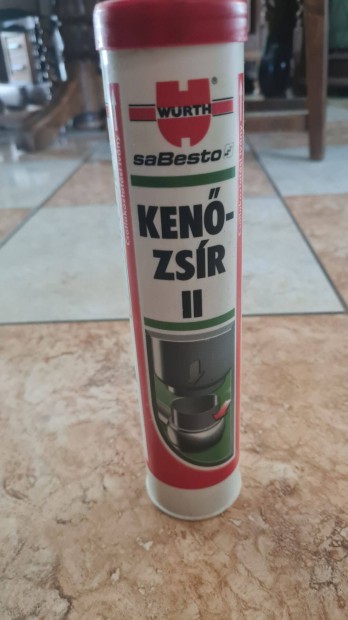 WÜRTH
saBesto
KENŐ-
ZSÍR
II